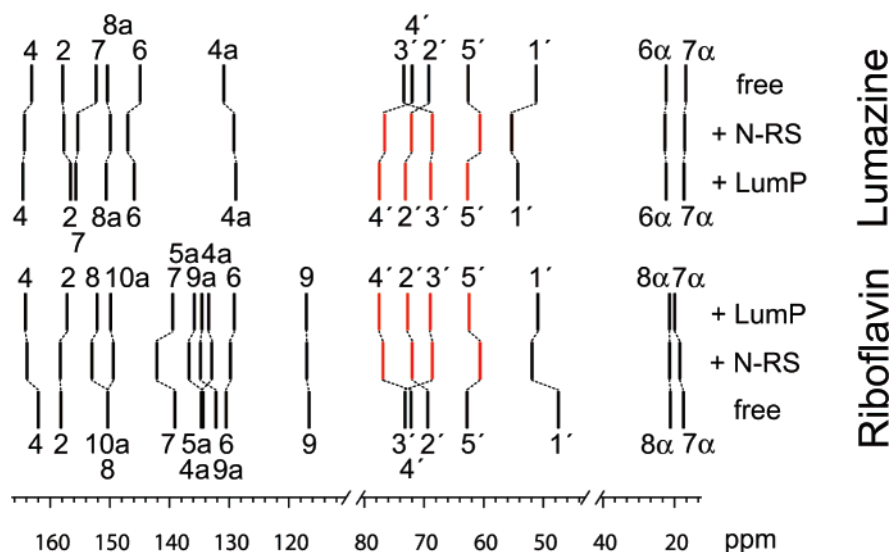 8a 4´
4 2 7 6 4a 3´ 2´ 5´ 1´ 6α 7α
free
+ N-RS
+ LumP
Lumazine
4 2 8a 6 4a 4´ 2´ 3´ 5´ 1´ 6α 7α
7
5a 4a
4 2 8 10a 7 9a 6 9 4´ 2´ 3´ 5´ 1´ 8α 7α
+ LumP
+ N-RS
free
Riboflavin
4 2 10a 7 5a 6 9 3´ 2´ 5´ 1´ 8α 7α
8 4a 9a 4´
160 150 140 130 120 80 70 60 50 40 20 ppm